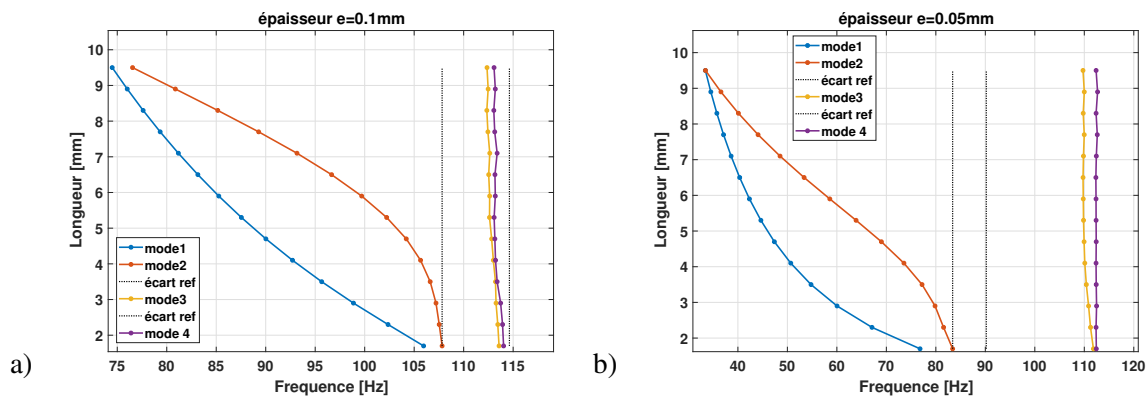 épaisseur e=0.1mm
10
9
8
7
6
5
4
3
2
Longueur [mm]
mode1
mode2
écart ref
mode3
écart ref
mode 4
75 80 85 90 95 100 105 110 115
Frequence [Hz]
a)
épaisseur e=0.05mm
10
9
8
7
6
5
4
3
2
Longueur [mm]
mode1
mode2
écart ref
mode3
écart ref
mode 4
40 50 60 70 80 90 100 110 120
Frequence [Hz]
b)